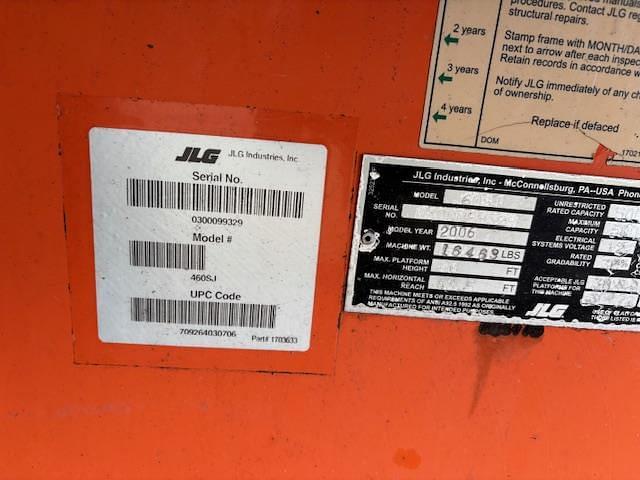 procedures. Contact JLG reg
structural repairs.
2 years
Stamp frame with MONTH/DA
next to arrow after each inspec
Retain records in accordance w
3 years
Notify JLG immediately of any ch
of ownership.
4 years
Replace if defaced
DOM
JLG JLG Industries, Inc.
Serial No.
0300099329
Model #
460SJ
UPC Code
709264030706
Part# 1703633
JLG Industries, Inc - McConnellsburg, PA--USA Phon
MODEL
SERIAL
NO.
MODEL YEAR 2006
MACHINE WT. 16469 LBS
MAX. PLATFORM
HEIGHT FT
MAX. HORIZONTAL
REACH FT
THIS MACHINE MEETS OR EXCEEDS APPLICABLE
REQUIREMENTS OF ANSI A92.5 1992 AS ORIGINALLY
MANUFACTURED FOR INTENDED PURPOSES.
UNRESTRICTED
RATED CAPACITY
MAXIMUM
CAPACITY
ELECTRICAL
SYSTEMS VOLTAGE
RATED
GRADEABILITY
ACCEPTABLE JLG
PLATFORMS FOR
THIS MACHINE
JLG